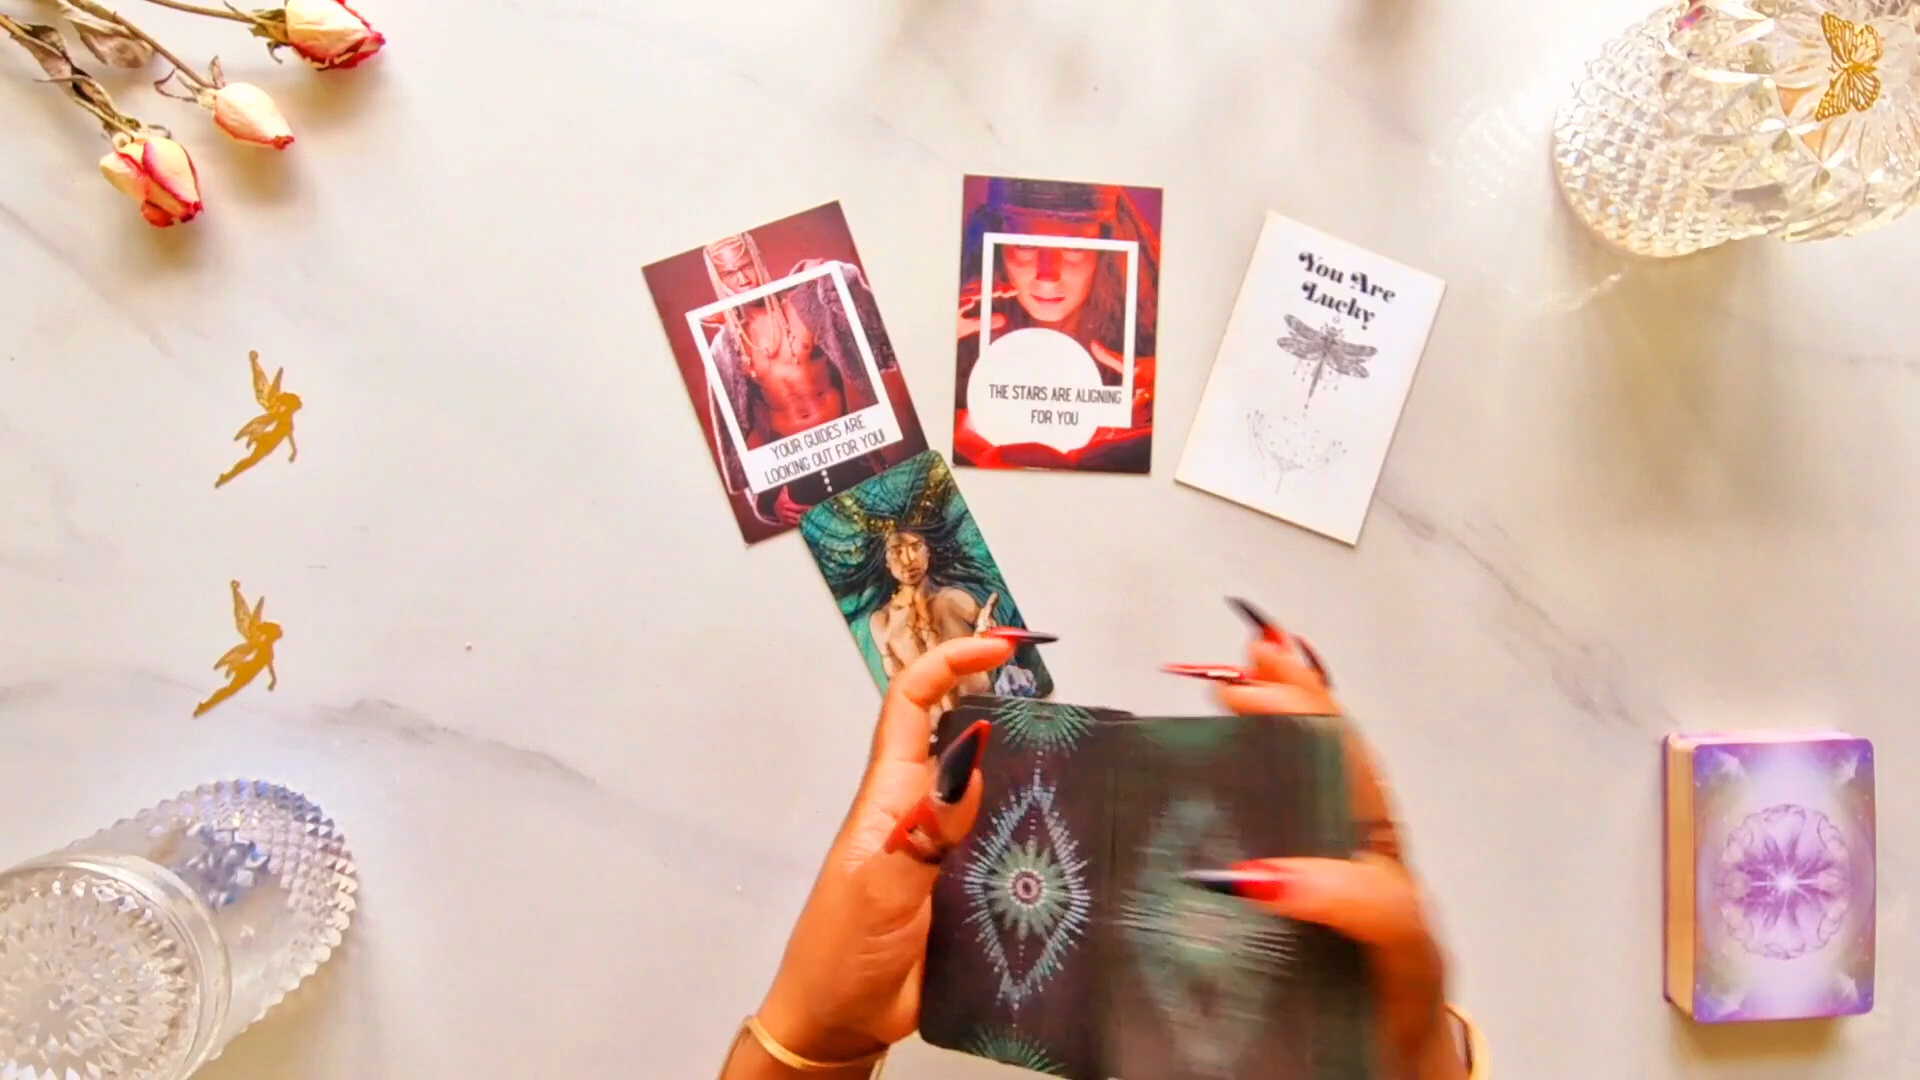 YOUR GUIDES ARE
LOOKING OUT FOR YOU!
THE STARS ARE ALIGNING
FOR YOU
You Are
Lucky